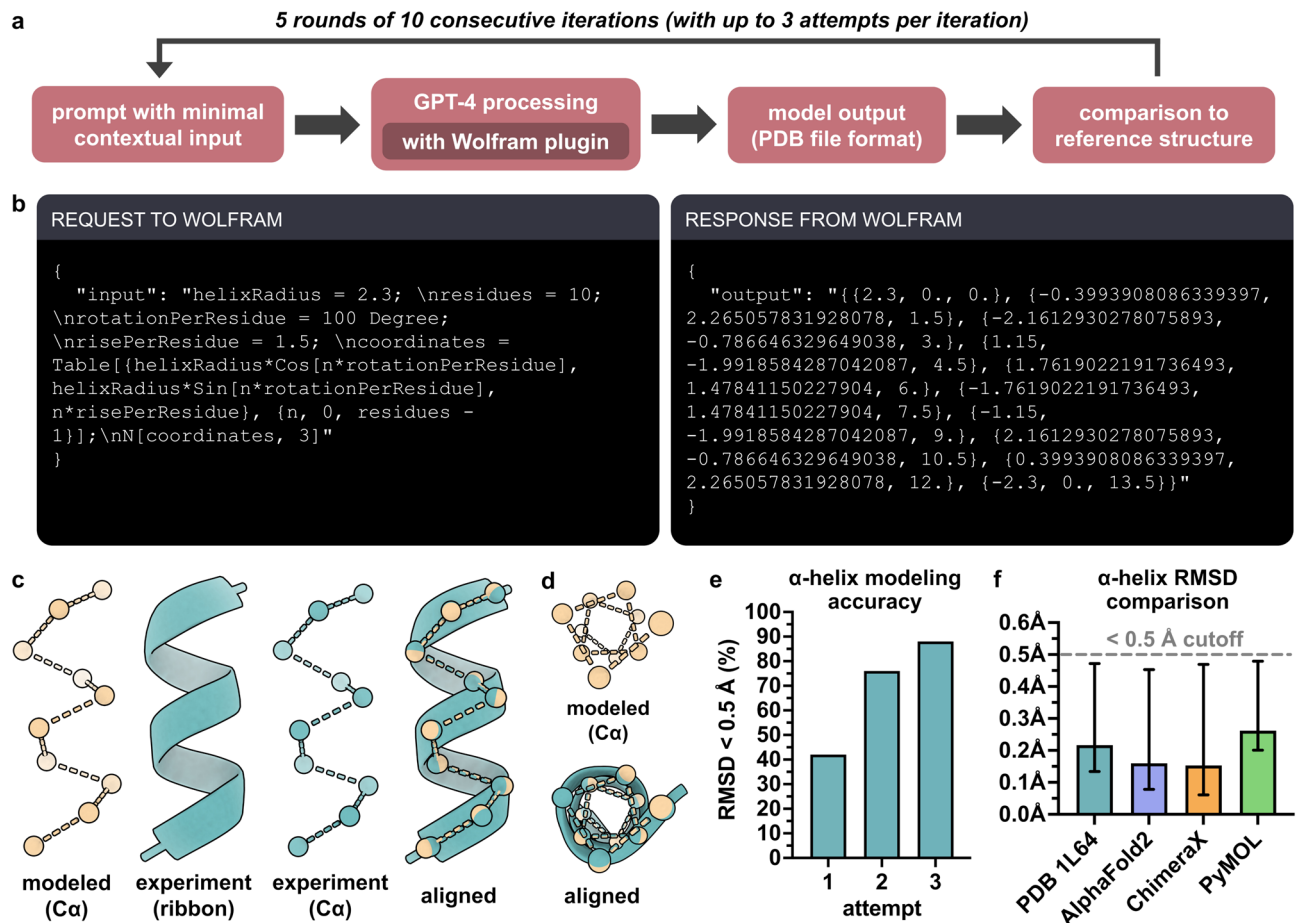 a
5 rounds of 10 consecutive iterations (with up to 3 attempts per iteration)
prompt with minimal
contextual input
GPT-4 processing
with Wolfram plugin
model output
(PDB file format)
comparison to
reference structure
b
REQUEST TO WOLFRAM
{
"input": "helixRadius = 2.3; \nresidues = 10;
\nrotationPerResidue = 100 Degree;
\nrisePerResidue = 1.5; \ncoordinates =
Table[{helixRadius*Cos[n*rotationPerResidue],
helixRadius*Sin[n*rotationPerResidue],
n*risePerResidue}, {n, 0, residues -
1}];\nN[coordinates, 3]"
}
RESPONSE FROM WOLFRAM
{
"output": "{{2.3, 0., 0.}, {-0.3993908086339397,
2.265057831928078, 1.5}, {-2.1612930278075893,
-0.786646329649038, 3.}, {1.15,
-1.9918584287042087, 4.5}, {1.7619022191736493,
1.47841150227904, 6.}, {-1.7619022191736493,
1.47841150227904, 7.5}, {-1.15,
-1.9918584287042087, 9.}, {2.1612930278075893,
-0.786646329649038, 10.5}, {0.3993908086339397,
2.265057831928078, 12.}, {-2.3, 0., 13.5}}"
}
c
modeled
(Cα)
experiment
(ribbon)
experiment
(Cα)
aligned
d
modeled
(Cα)
aligned
e
α-helix modeling
accuracy
RMSD < 0.5 Å (%)
100
90
80
70
60
50
40
30
20
10
0
1
2
3
attempt
f
α-helix RMSD
comparison
0.6Å
< 0.5 Å cutoff
0.5Å
0.4Å
0.3Å
0.2Å
0.1Å
0.0Å
PDB 1L64
AlphaFold2
ChimeraX
PyMOL